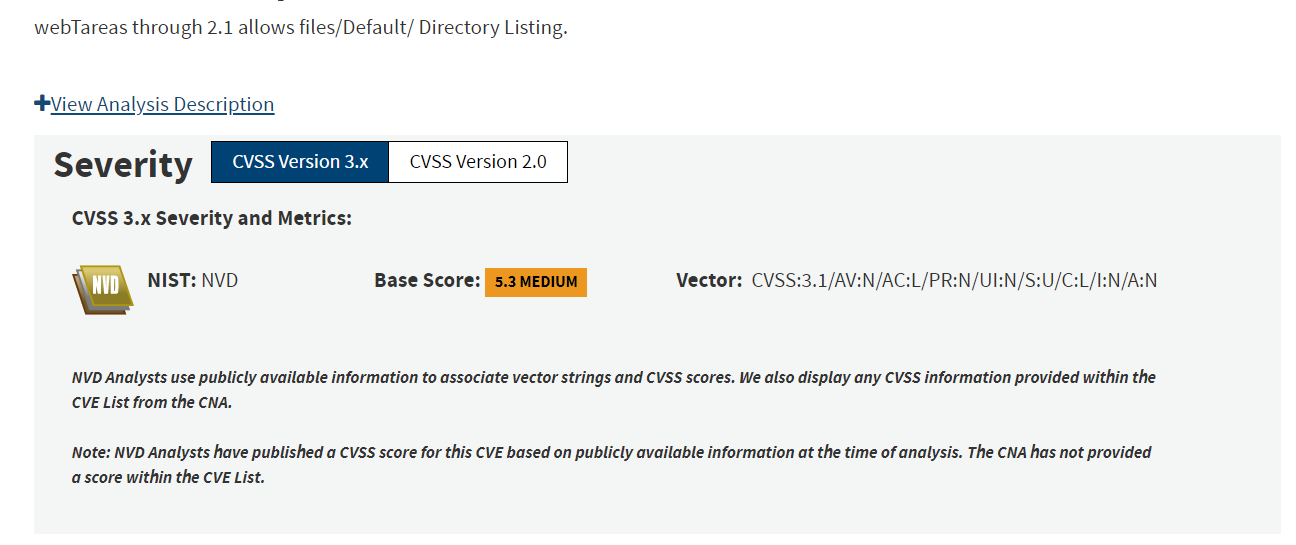 webTareas through 2.1 allows files/Default/ Directory Listing.
+View Analysis Description
Severity CVSS Version 3.x CVSS Version 2.0
CVSS 3.x Severity and Metrics:
NVD NIST: NVD Base Score: 5.3 MEDIUM Vector: CVSS:3.1/AV:N/AC:L/PR:N/UI:N/S:U/C:L/I:N/A:N
NVD Analysts use publicly available information to associate vector strings and CVSS scores. We also display any CVSS information provided within the
CVE List from the CNA.
Note: NVD Analysts have published a CVSS score for this CVE based on publicly available information at the time of analysis. The CNA has not provided
a score within the CVE List.